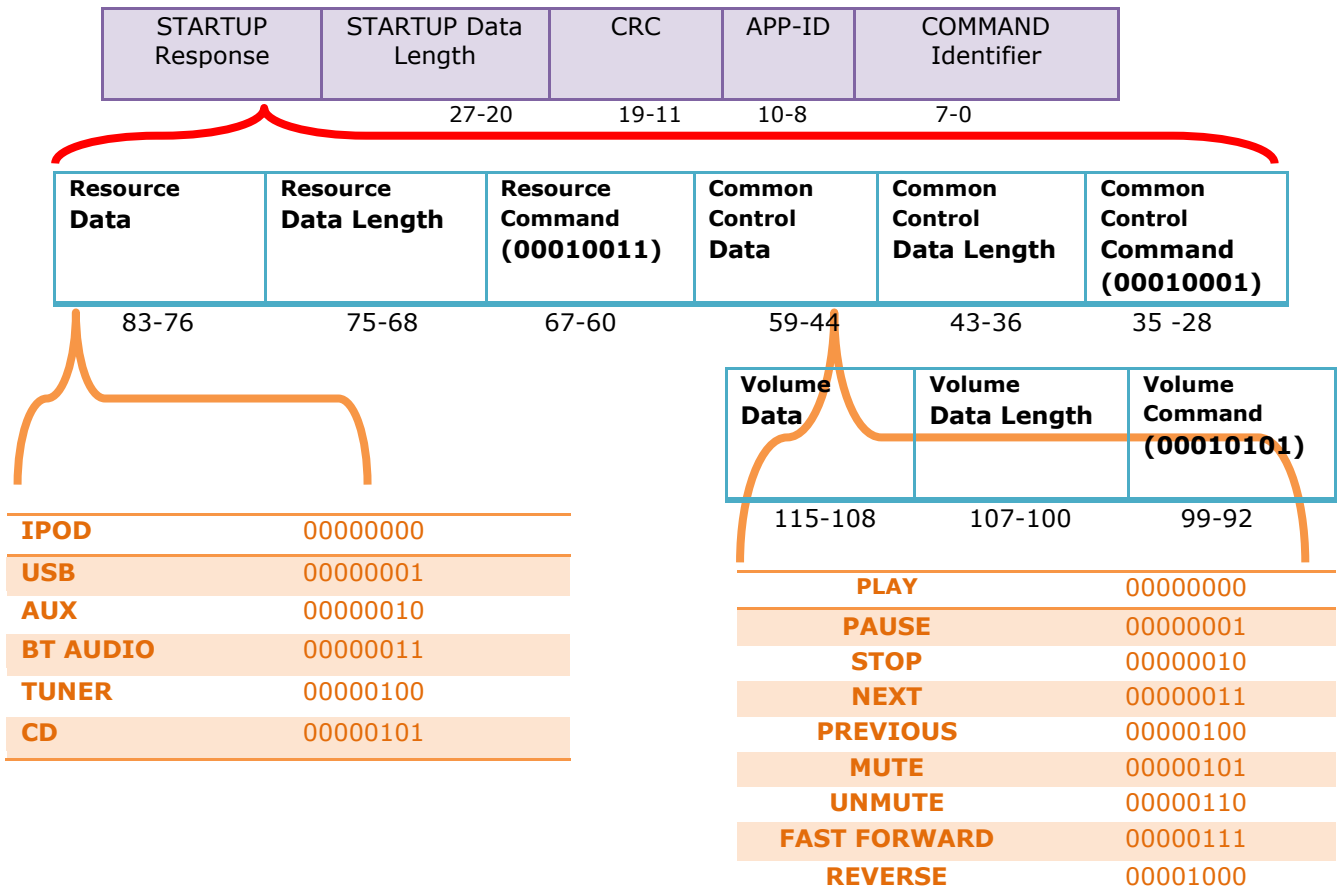 STARTUP Response
STARTUP Data Length
CRC
APP-ID
COMMAND Identifier
27-20
19-11
10-8
7-0
Resource Data
Resource Data Length
Resource Command (00010011)
Common Control Data
Common Control Data Length
Common Control Command (00010001)
83-76
75-68
67-60
59-44
43-36
35 -28
Volume Data
Volume Data Length
Volume Command (00010101)
115-108
107-100
99-92
IPOD 00000000
USB 00000001
AUX 00000010
BT AUDIO 00000011
TUNER 00000100
CD 00000101
PLAY 00000000
PAUSE 00000001
STOP 00000010
NEXT 00000011
PREVIOUS 00000100
MUTE 00000101
UNMUTE 00000110
FAST FORWARD 00000111
REVERSE 00001000